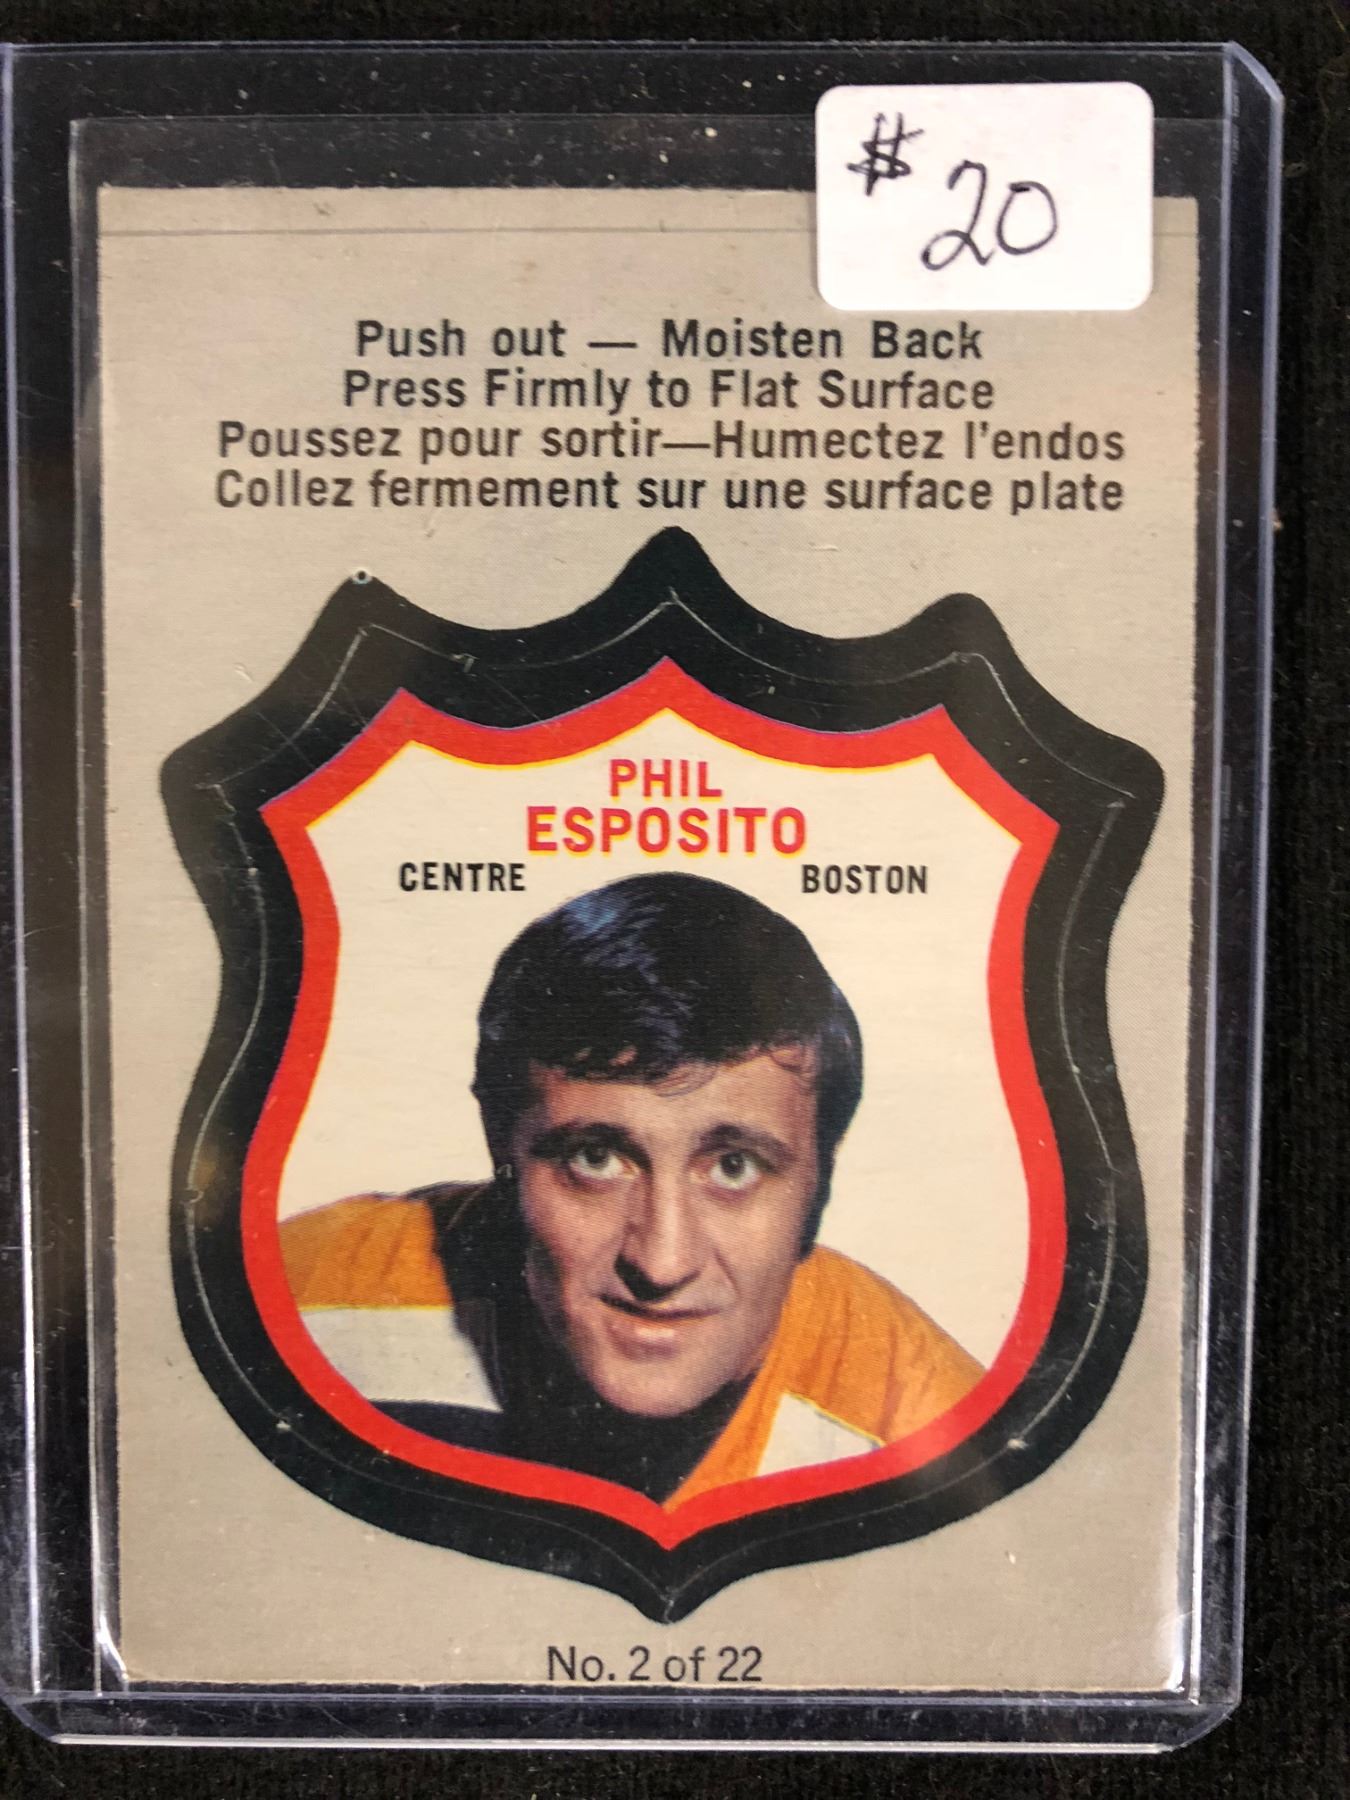 $ 20
Push out — Moisten Back
Press Firmly to Flat Surface
Poussez pour sortir—Humectez l'endos
Collez fermement sur une surface plate
PHIL
ESPOSITO
CENTRE BOSTON
No. 2 of 22